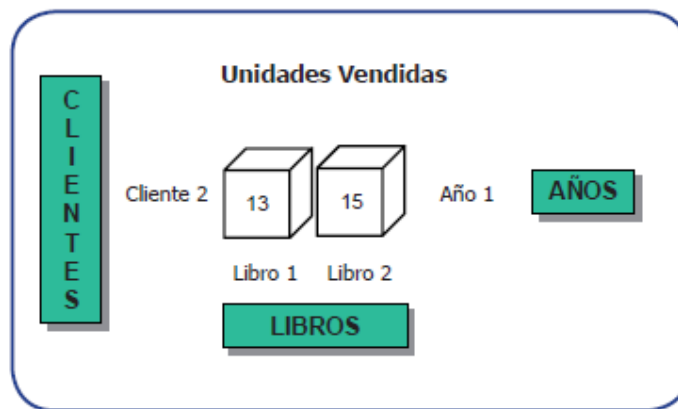 Unidades Vendidas
CLIENTES
Cliente 2
13
15
Año 1
AÑOS
Libro 1
Libro 2
LIBROS